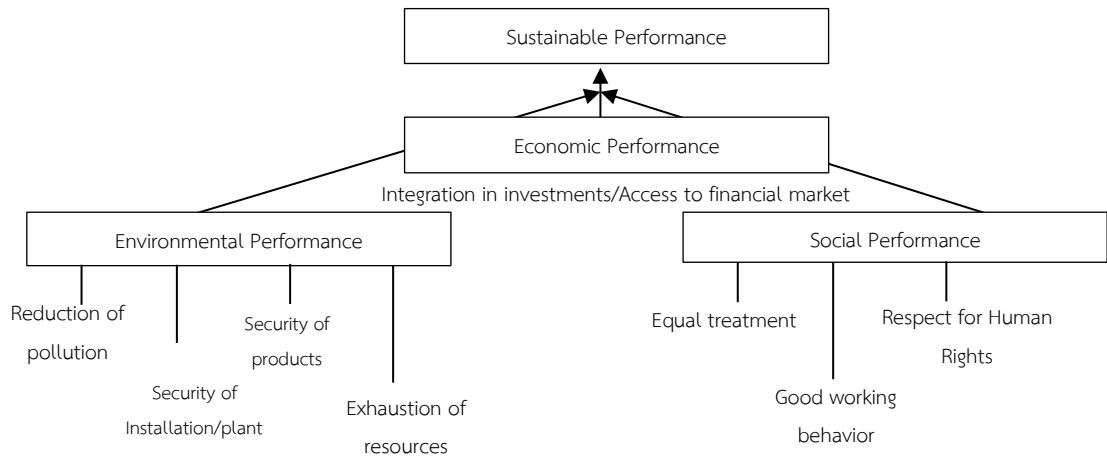 Sustainable Performance
Economic Performance
Integration in investments/Access to financial market
Environmental Performance
Social Performance
Reduction of
pollution
Security of
Installation/plant
Security of
products
Exhaustion of
resources
Equal treatment
Good working
behavior
Respect for Human
Rights